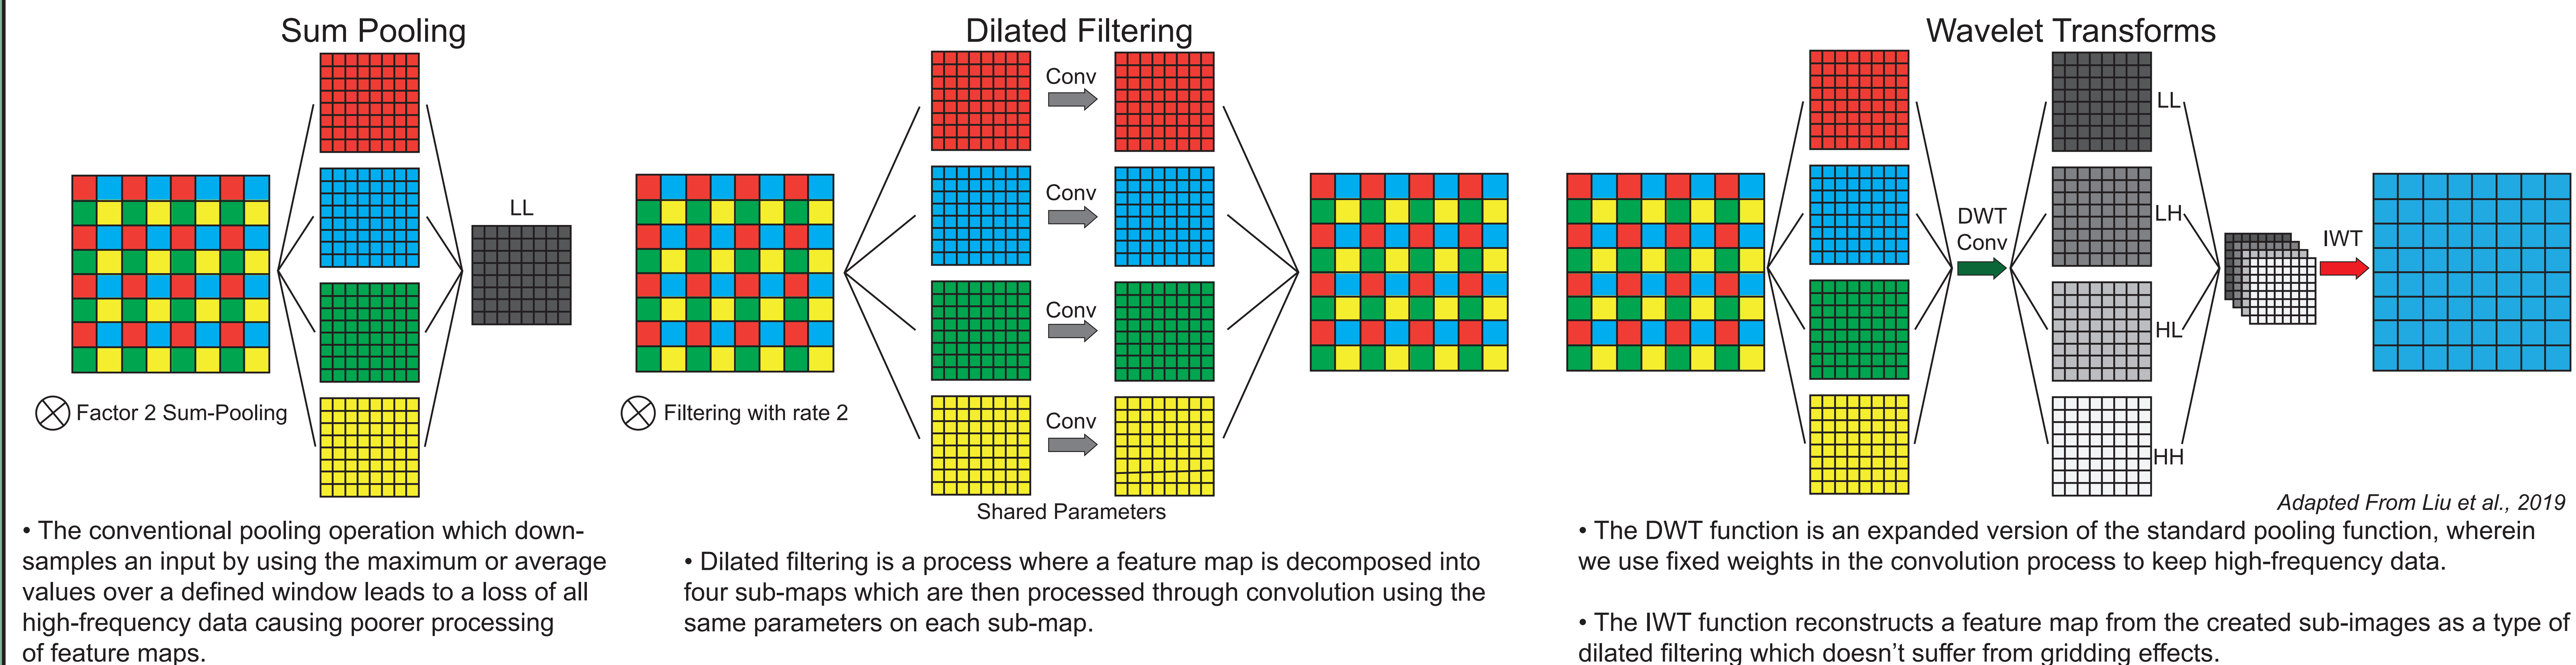 Sum Pooling
LL
Factor 2 Sum-Pooling
• The conventional pooling operation which down-
samples an input by using the maximum or average
values over a defined window leads to a loss of all
high-frequency data causing poorer processing
of feature maps.
Dilated Filtering
Conv
Conv
Conv
Conv
Filtering with rate 2
Shared Parameters
• Dilated filtering is a process where a feature map is decomposed into
four sub-maps which are then processed through convolution using the
same parameters on each sub-map.
Wavelet Transforms
DWT
Conv
LL
LH
HL
HH
IWT
Adapted From Liu et al., 2019
• The DWT function is an expanded version of the standard pooling function, wherein
we use fixed weights in the convolution process to keep high-frequency data.
• The IWT function reconstructs a feature map from the created sub-images as a type of
dilated filtering which doesn't suffer from gridding effects.